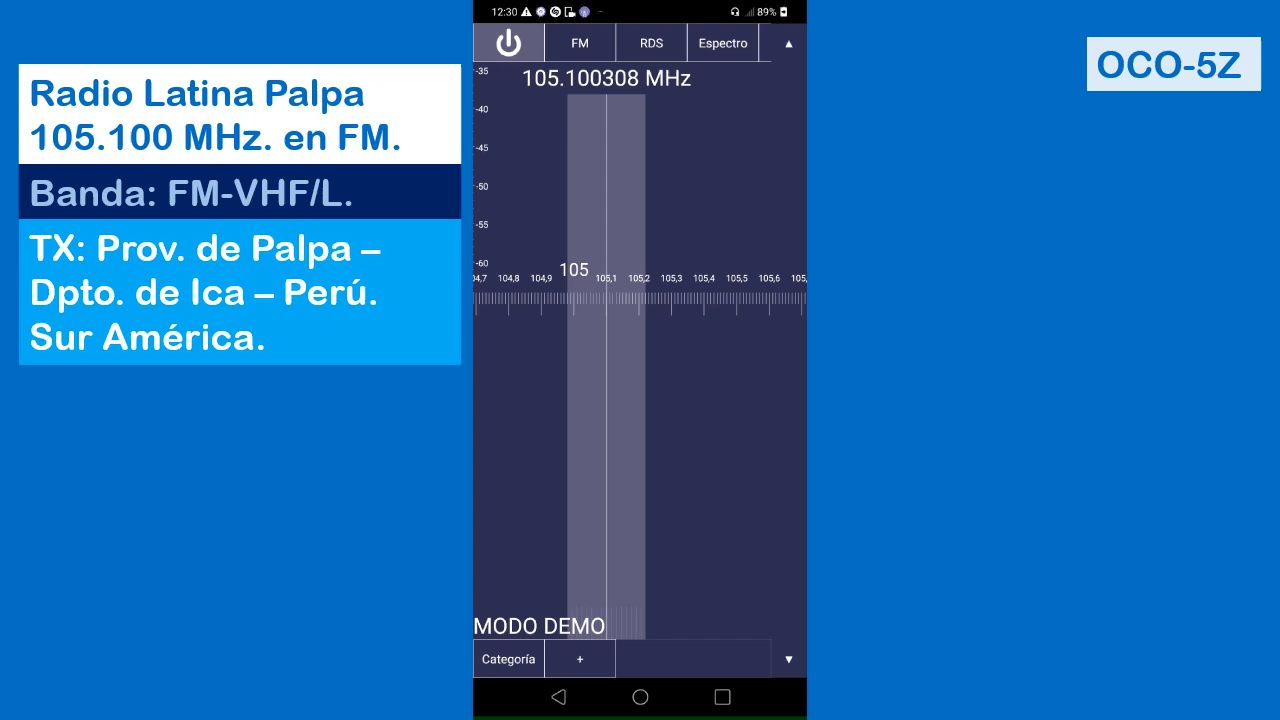 Radio Latina Palpa
105.100 MHz. en FM.
Banda: FM-VHF/L.
TX: Prov. de Palpa –
Dpto. de Ica – Perú.
Sur América.
12:30
89%
FM
RDS
Espectro
▲
105.100308 MHz
-35
-40
-45
-50
-55
-60
105
04,7 104,8 104,9 105,1 105,2 105,3 105,4 105,5 105,6 105,
MODO DEMO
Categoría
+
▼
OCO-5Z